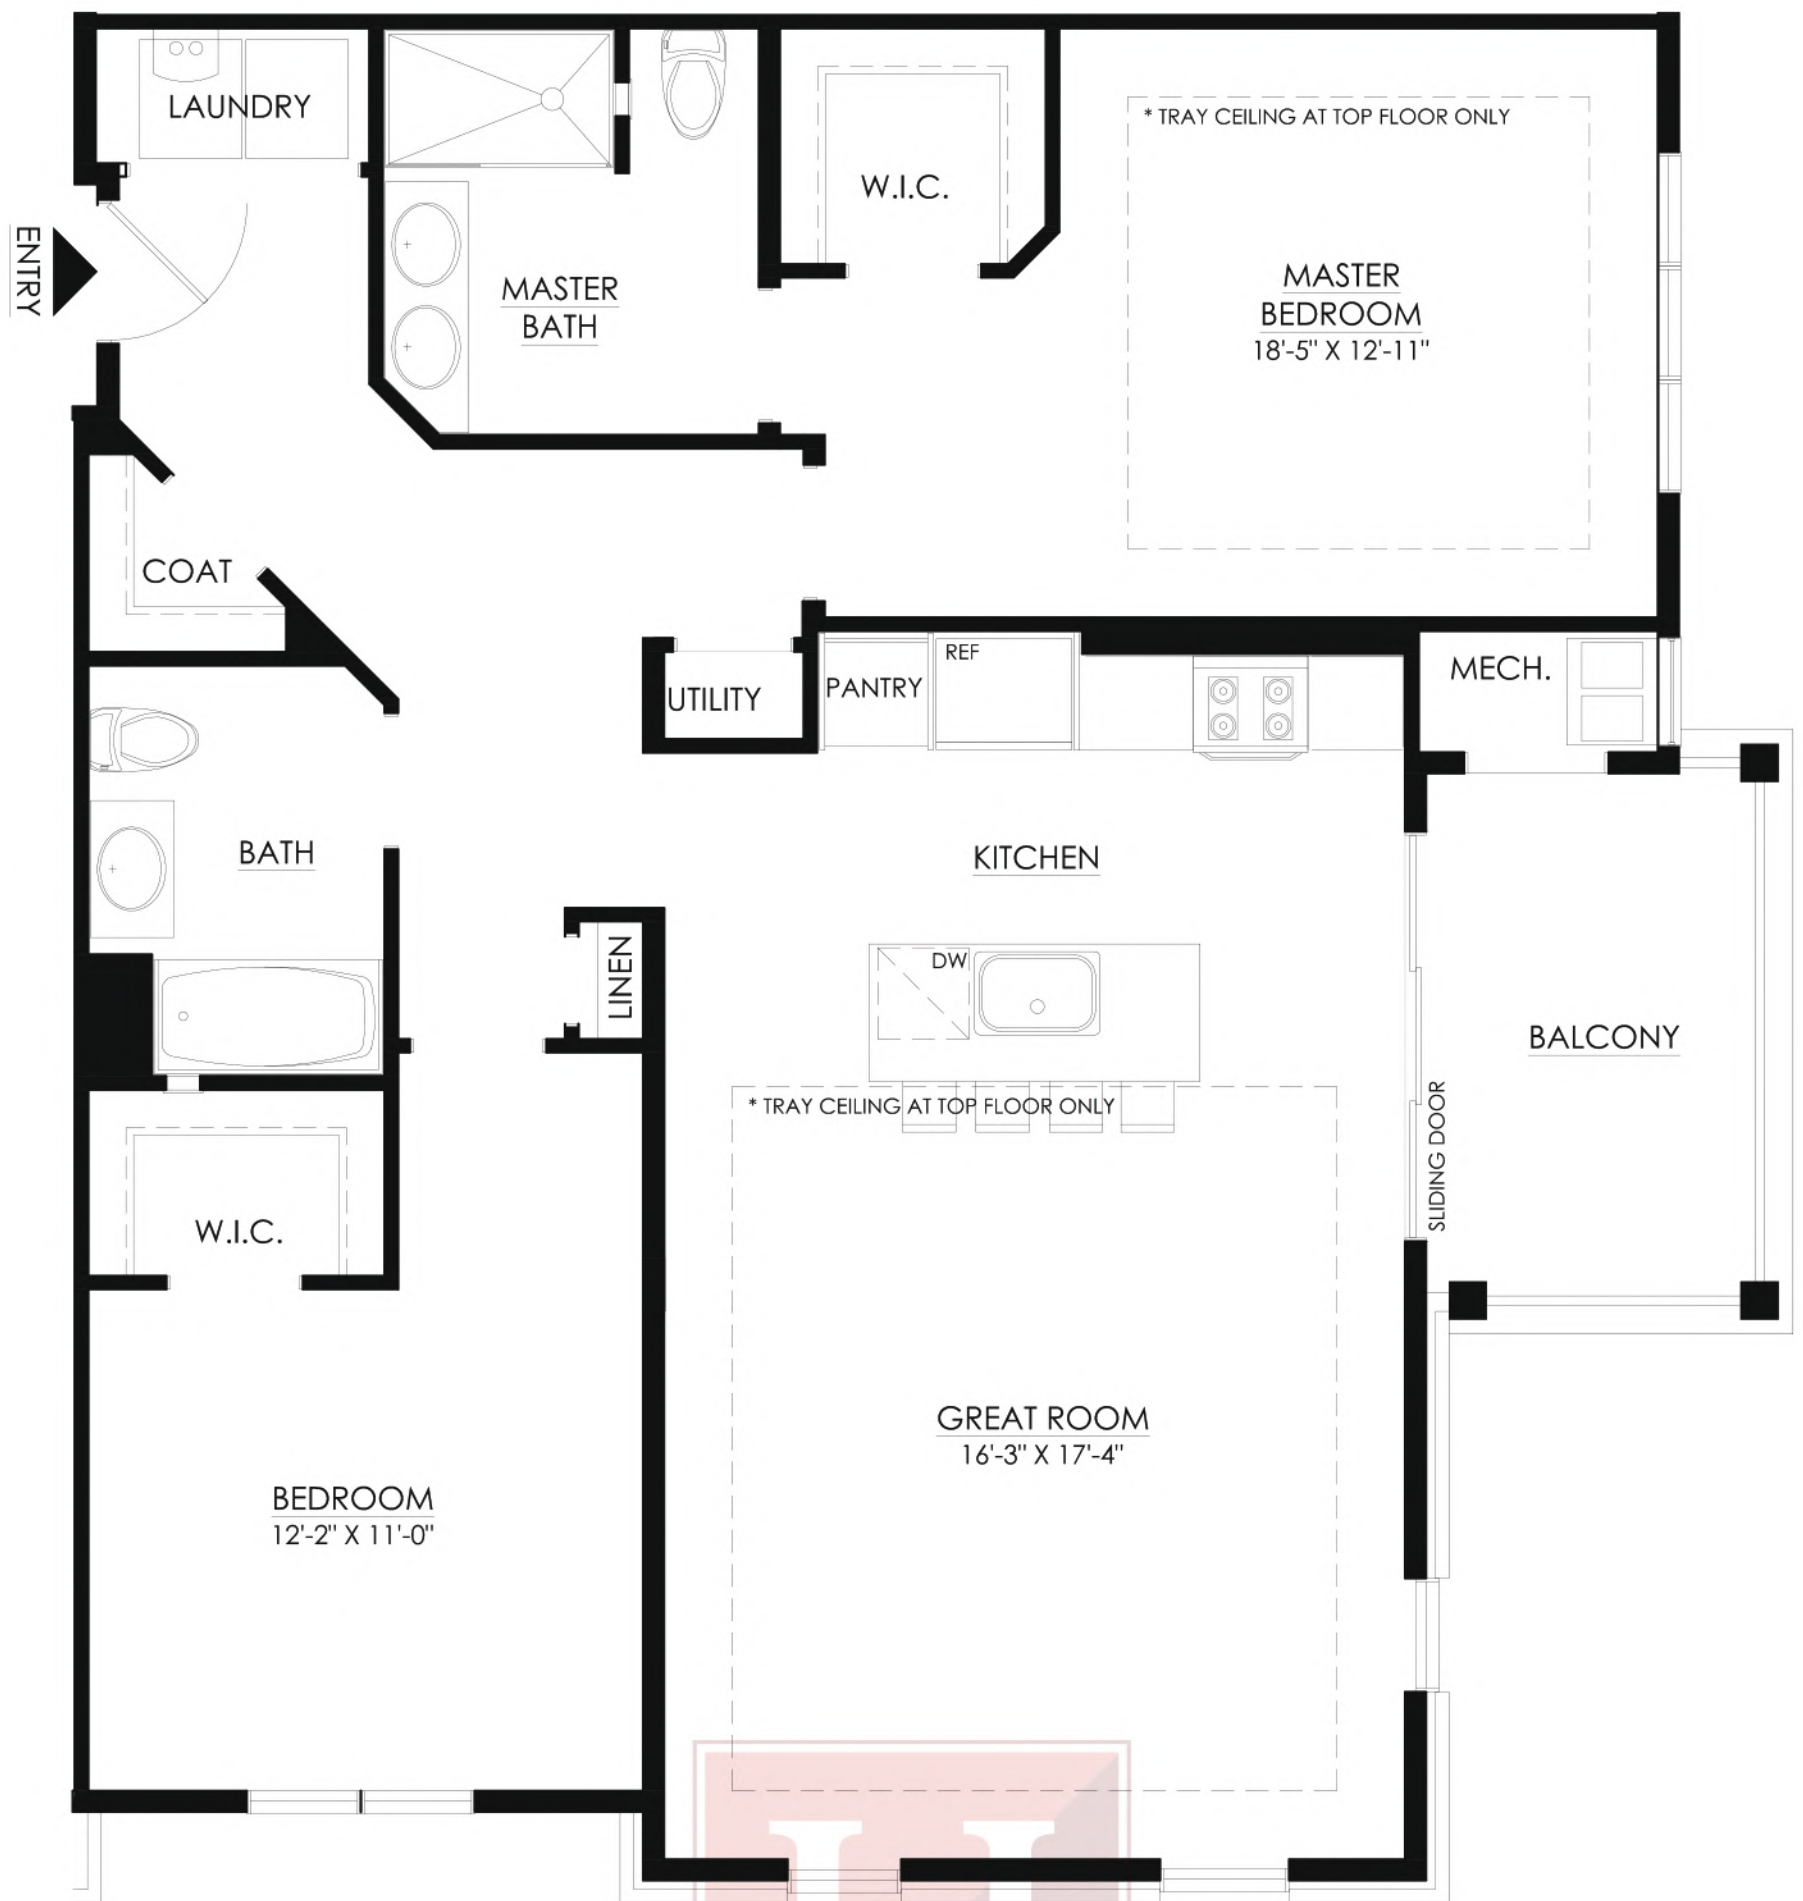 LAUNDRY
* TRAY CEILING AT TOP FLOOR ONLY
W.I.C.
ENTRY
MASTER
BATH
MASTER
BEDROOM
18'-5" X 12'-11"
COAT
UTILITY
PANTRY
REF
MECH.
BATH
KITCHEN
LINEN
DW
BALCONY
* TRAY CEILING AT TOP FLOOR ONLY
SLIDING DOOR
W.I.C.
GREAT ROOM
16'-3" X 17'-4"
BEDROOM
12'-2" X 11'-0"